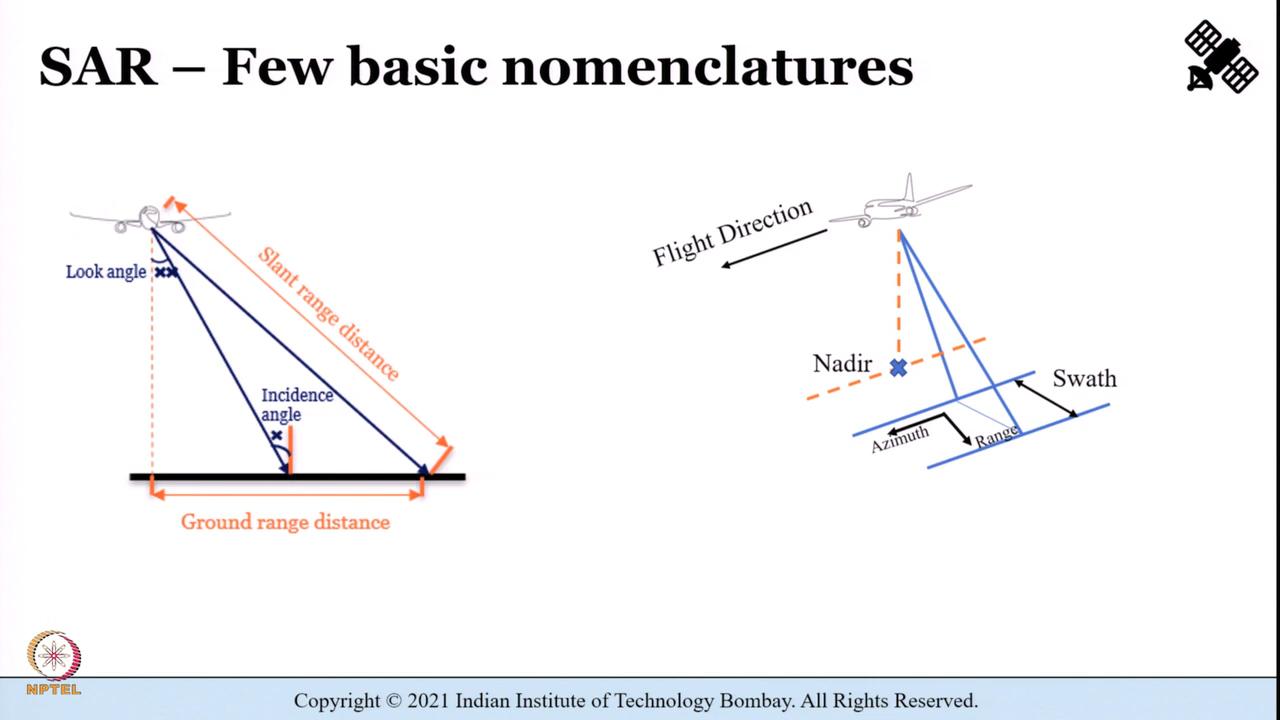 SAR – Few basic nomenclatures
Look angle
Slant range distance
Incidence
angle
Ground range distance
Flight Direction
Nadir
Swath
Azimuth
Range
NPTEL
Copyright © 2021 Indian Institute of Technology Bombay. All Rights Reserved.